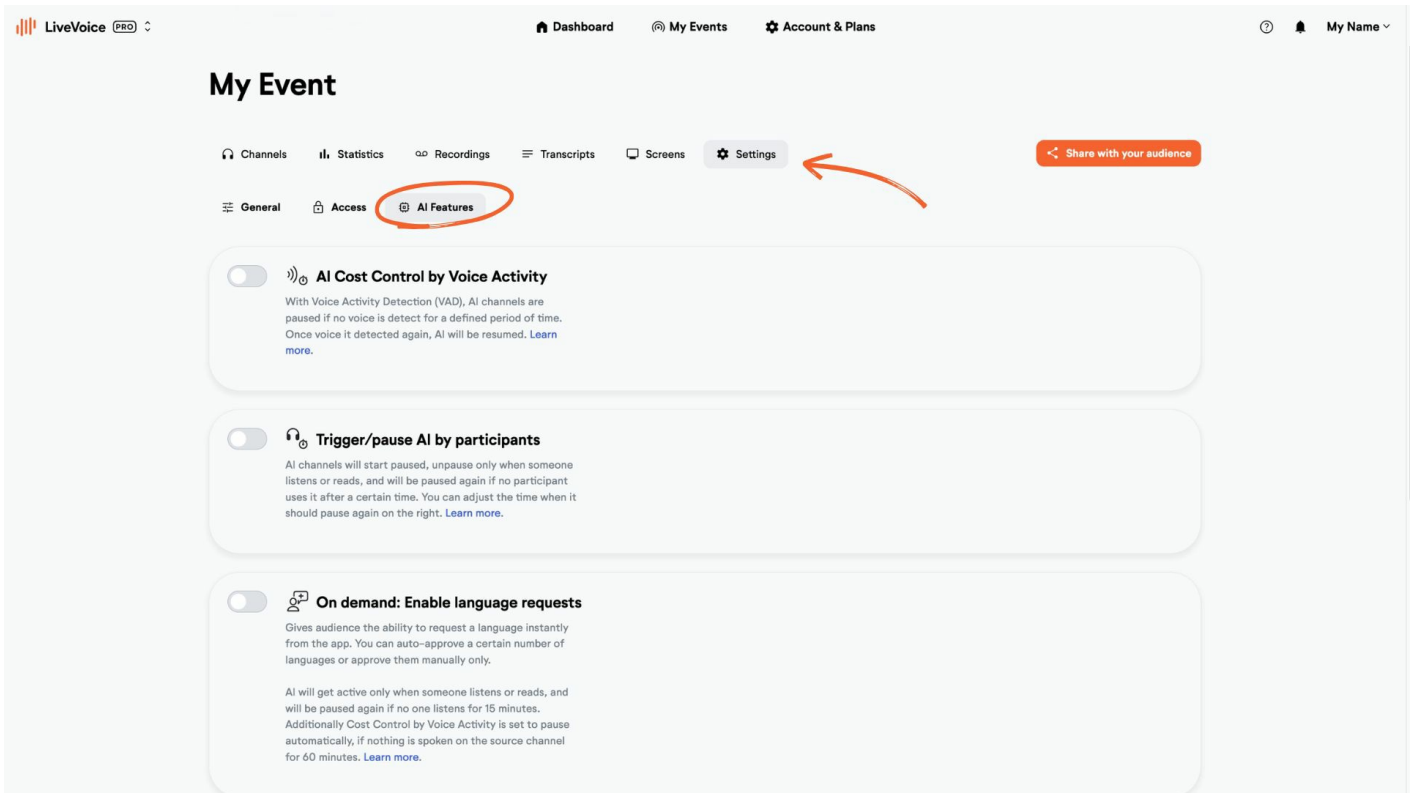 LiveVoice PRO
Dashboard
My Events
Account & Plans
My Name
My Event
Channels
Statistics
Recordings
Transcripts
Screens
Settings
Share with your audience
General
Access
AI Features
AI Cost Control by Voice Activity
With Voice Activity Detection (VAD), AI channels are
paused if no voice is detect for a defined period of time.
Once voice it detected again, AI will be resumed. Learn
more.
Trigger/pause AI by participants
AI channels will start paused, unpause only when someone
listens or reads, and will be paused again if no participant
uses it after a certain time. You can adjust the time when it
should pause again on the right. Learn more.
On demand: Enable language requests
Gives audience the ability to request a language instantly
from the app. You can auto-approve a certain number of
languages or approve them manually only.
AI will get active only when someone listens or reads, and
will be paused again if no one listens for 15 minutes.
Additionally Cost Control by Voice Activity is set to pause
automatically, if nothing is spoken on the source channel
for 60 minutes. Learn more.